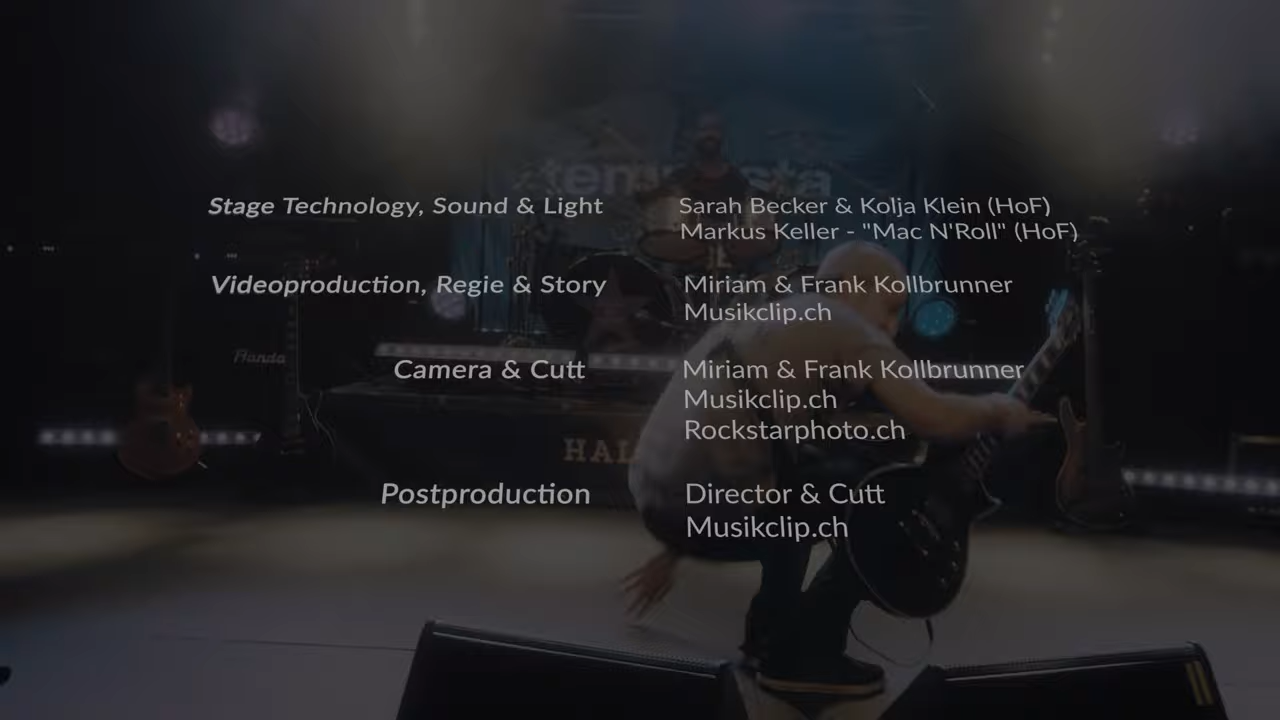 Stage Technology, Sound & Light
Sarah Becker & Kolja Klein (HoF)
Markus Keller - "Mac N'Roll" (HoF)
Videoproduction, Regie & Story
Miriam & Frank Kollbrunner
Musikclip.ch
Camera & Cutt
Miriam & Frank Kollbrunner
Musikclip.ch
Rockstarphoto.ch
Postproduction
Director & Cutt
Musikclip.ch